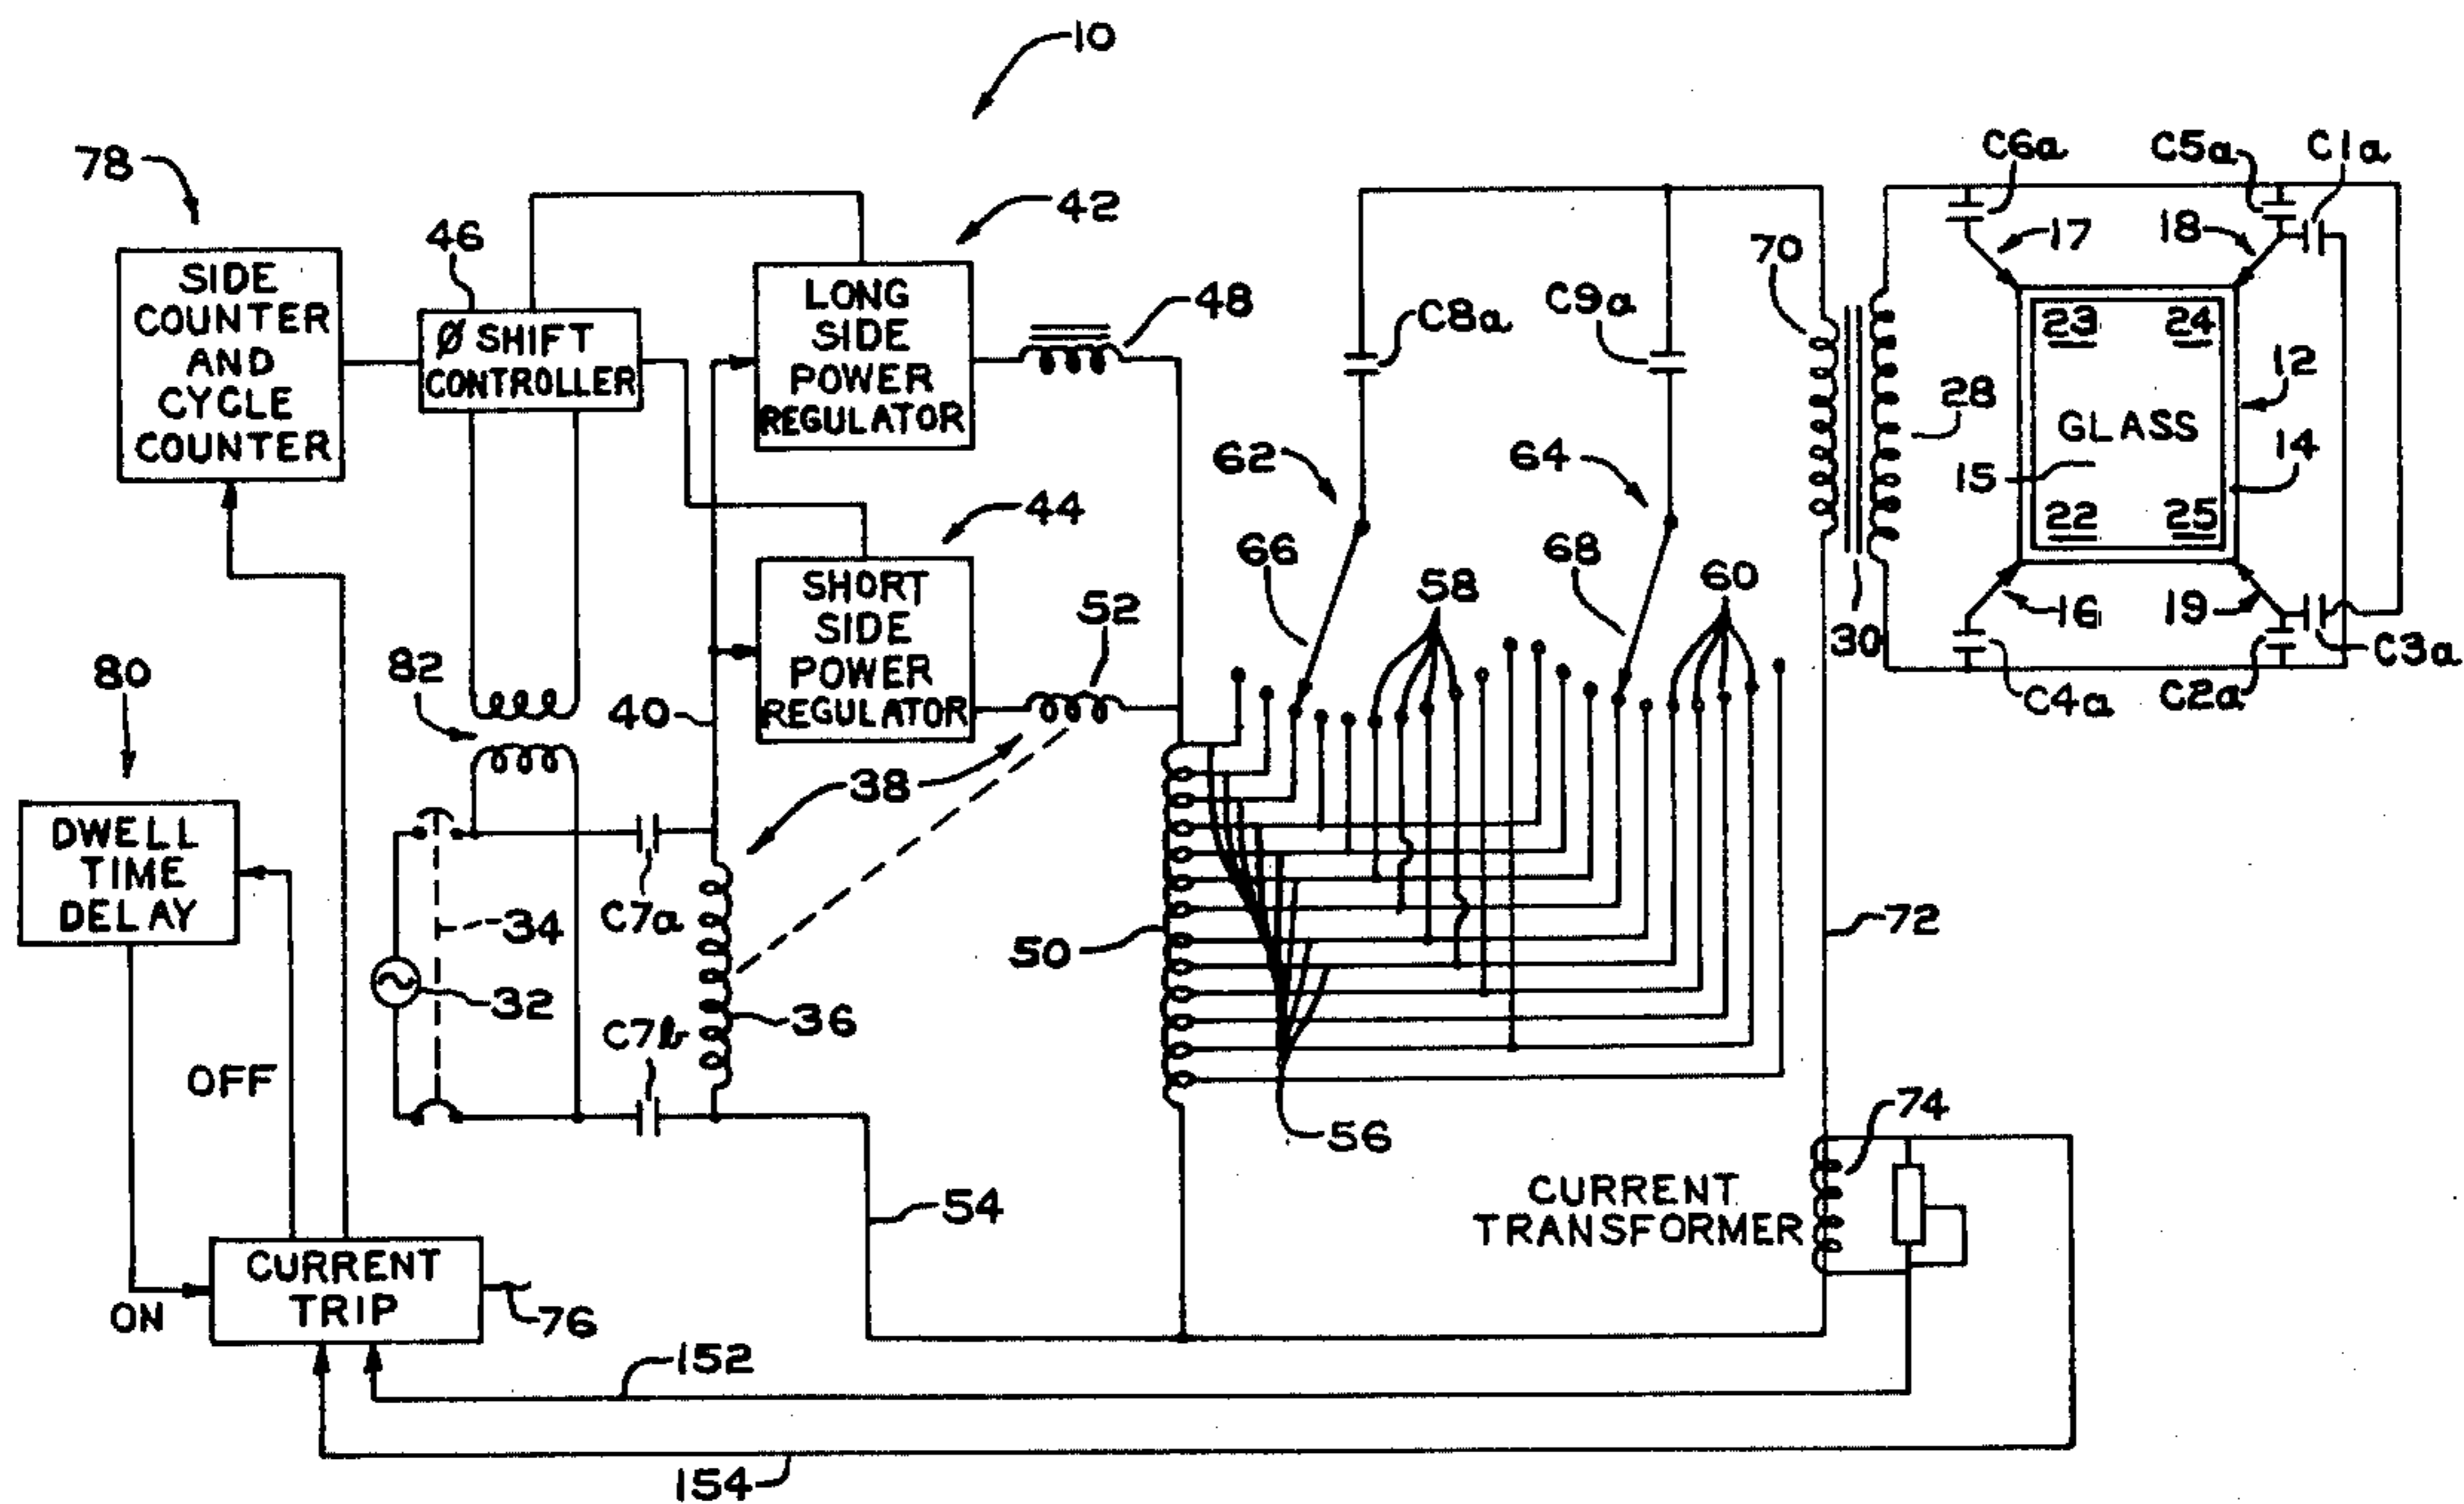 10
78
42
46
C6a
C5a
C1a
17
18
70
SIDE
COUNTER
AND
CYCLE
COUNTER
Ø SHIFT
CONTROLLER
LONG
SIDE
POWER
REGULATOR
48
C8a
C9a
23
24
12
28
GLASS
14
15
62
64
22
25
44
66
68
58
60
SHORT
SIDE
POWER
REGULATOR
52
16
19
30
C3a
C4a
C2a
80
82
40
38
DWELL
TIME
DELAY
34
C7a
50
72
32
36
C7b
OFF
56
74
54
CURRENT
TRANSFORMER
CURRENT
TRIP
ON
76
152
154